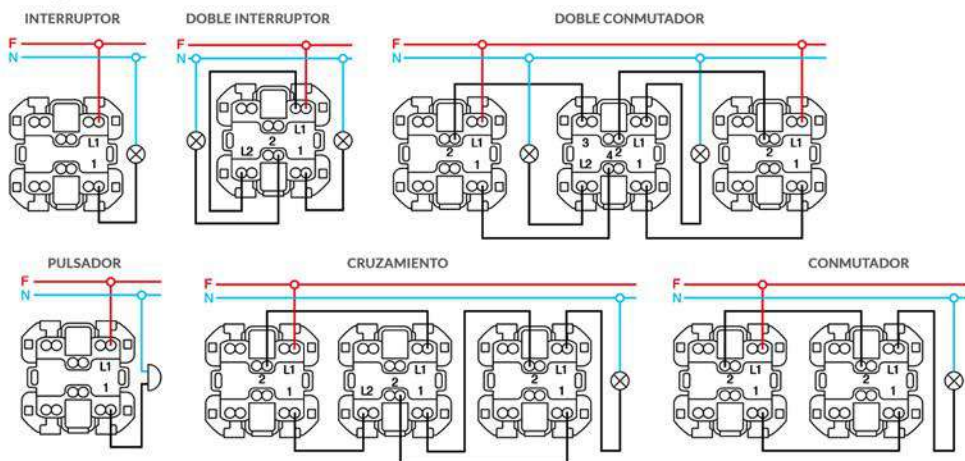 INTERRUPTOR
F
N
L1
1
DOBLE INTERRUPTOR
F
N
L1
2
L2
1
DOBLE CONMUTADOR
F
N
L1
2
1
3
2
L1
4
L2
1
L1
2
1
PULSADOR
F
N
L1
1
CRUZAMIENTO
F
N
L1
2
1
L1
2
L2
1
L1
2
1
CONMUTADOR
F
N
L1
2
1
L1
2
1